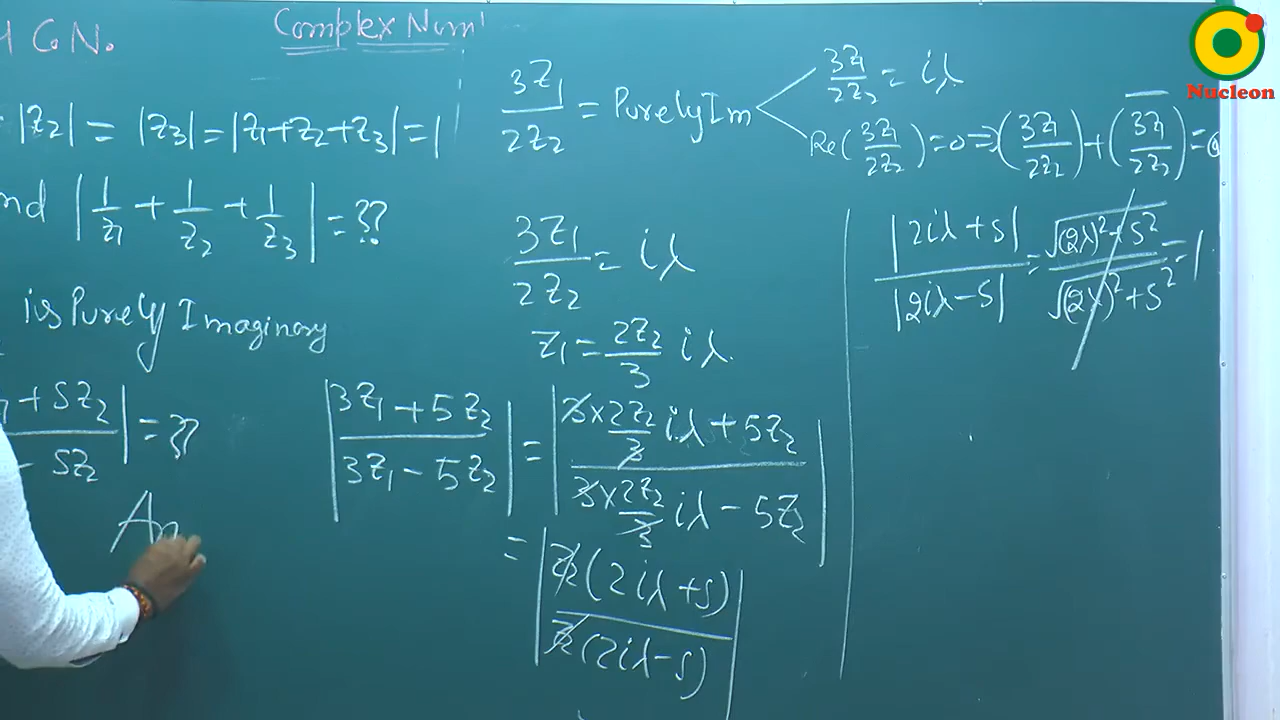 G N.
Complex Num
|z₂| = |z₃| = |z₁+z₂+z₃| = 1
nd |1/z₁ + 1/z₂ + 1/z₃| = ??
is Purely Imaginary
+ 5z₂
- 5z₂
= ??
An
3z₁/2z₂ = Purely Im
3z₁/2z₂ = iλ
Re(3z₁/2z₂) = 0 ⇒ (3z₁/2z₂) + (3z₁/2z₂)‾ = 0
3z₁/2z₂ = iλ
z₁ = 2z₂/3 iλ
|(3z₁ + 5z₂)/(3z₁ - 5z₂)| = |(3×2z₂/3 iλ + 5z₂)/(3×2z₂/3 iλ - 5z₂)|
= |z₂(2iλ+5)/z₂(2iλ-5)|
|2iλ+5|/|2iλ-5| = √((2λ)²+5²)/√((2λ)²+5²) = 1
Nucleon